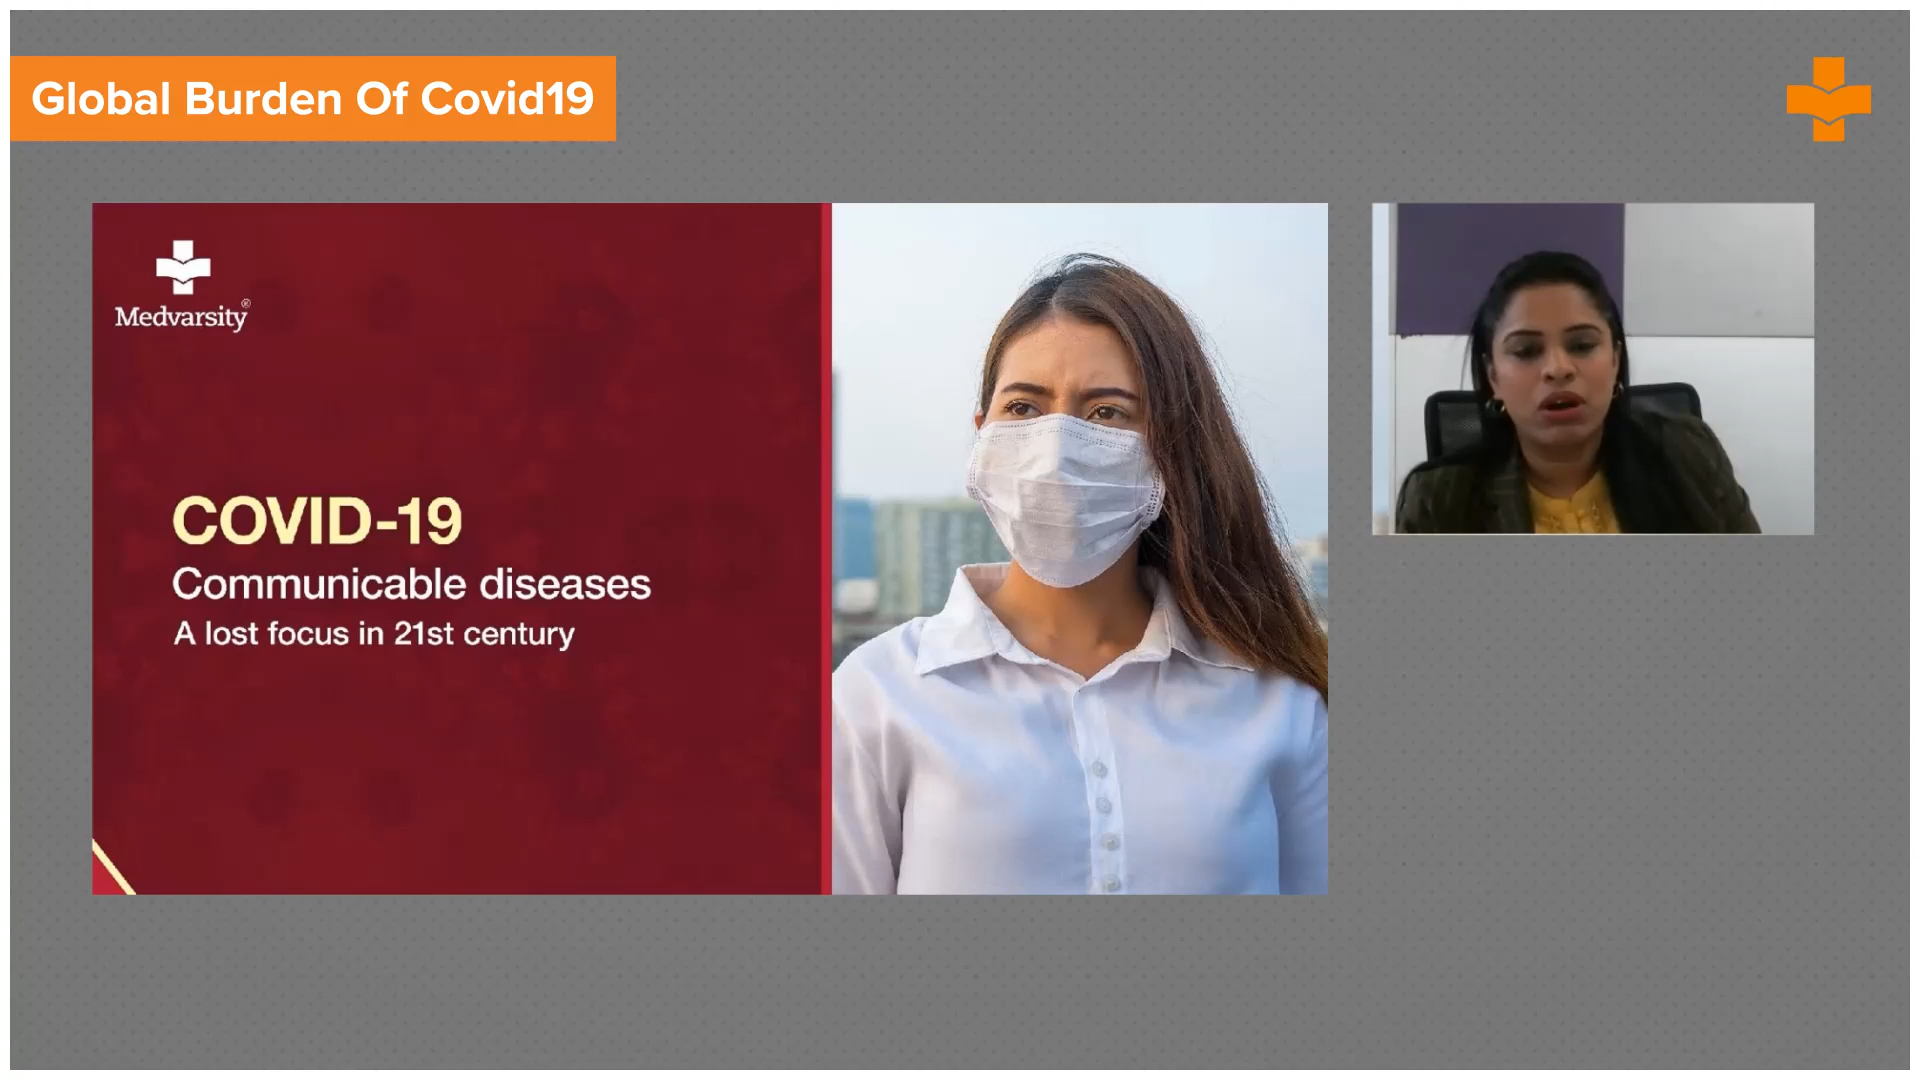 Global Burden Of Covid19
Medvarsity®
COVID-19
Communicable diseases
A lost focus in 21st century